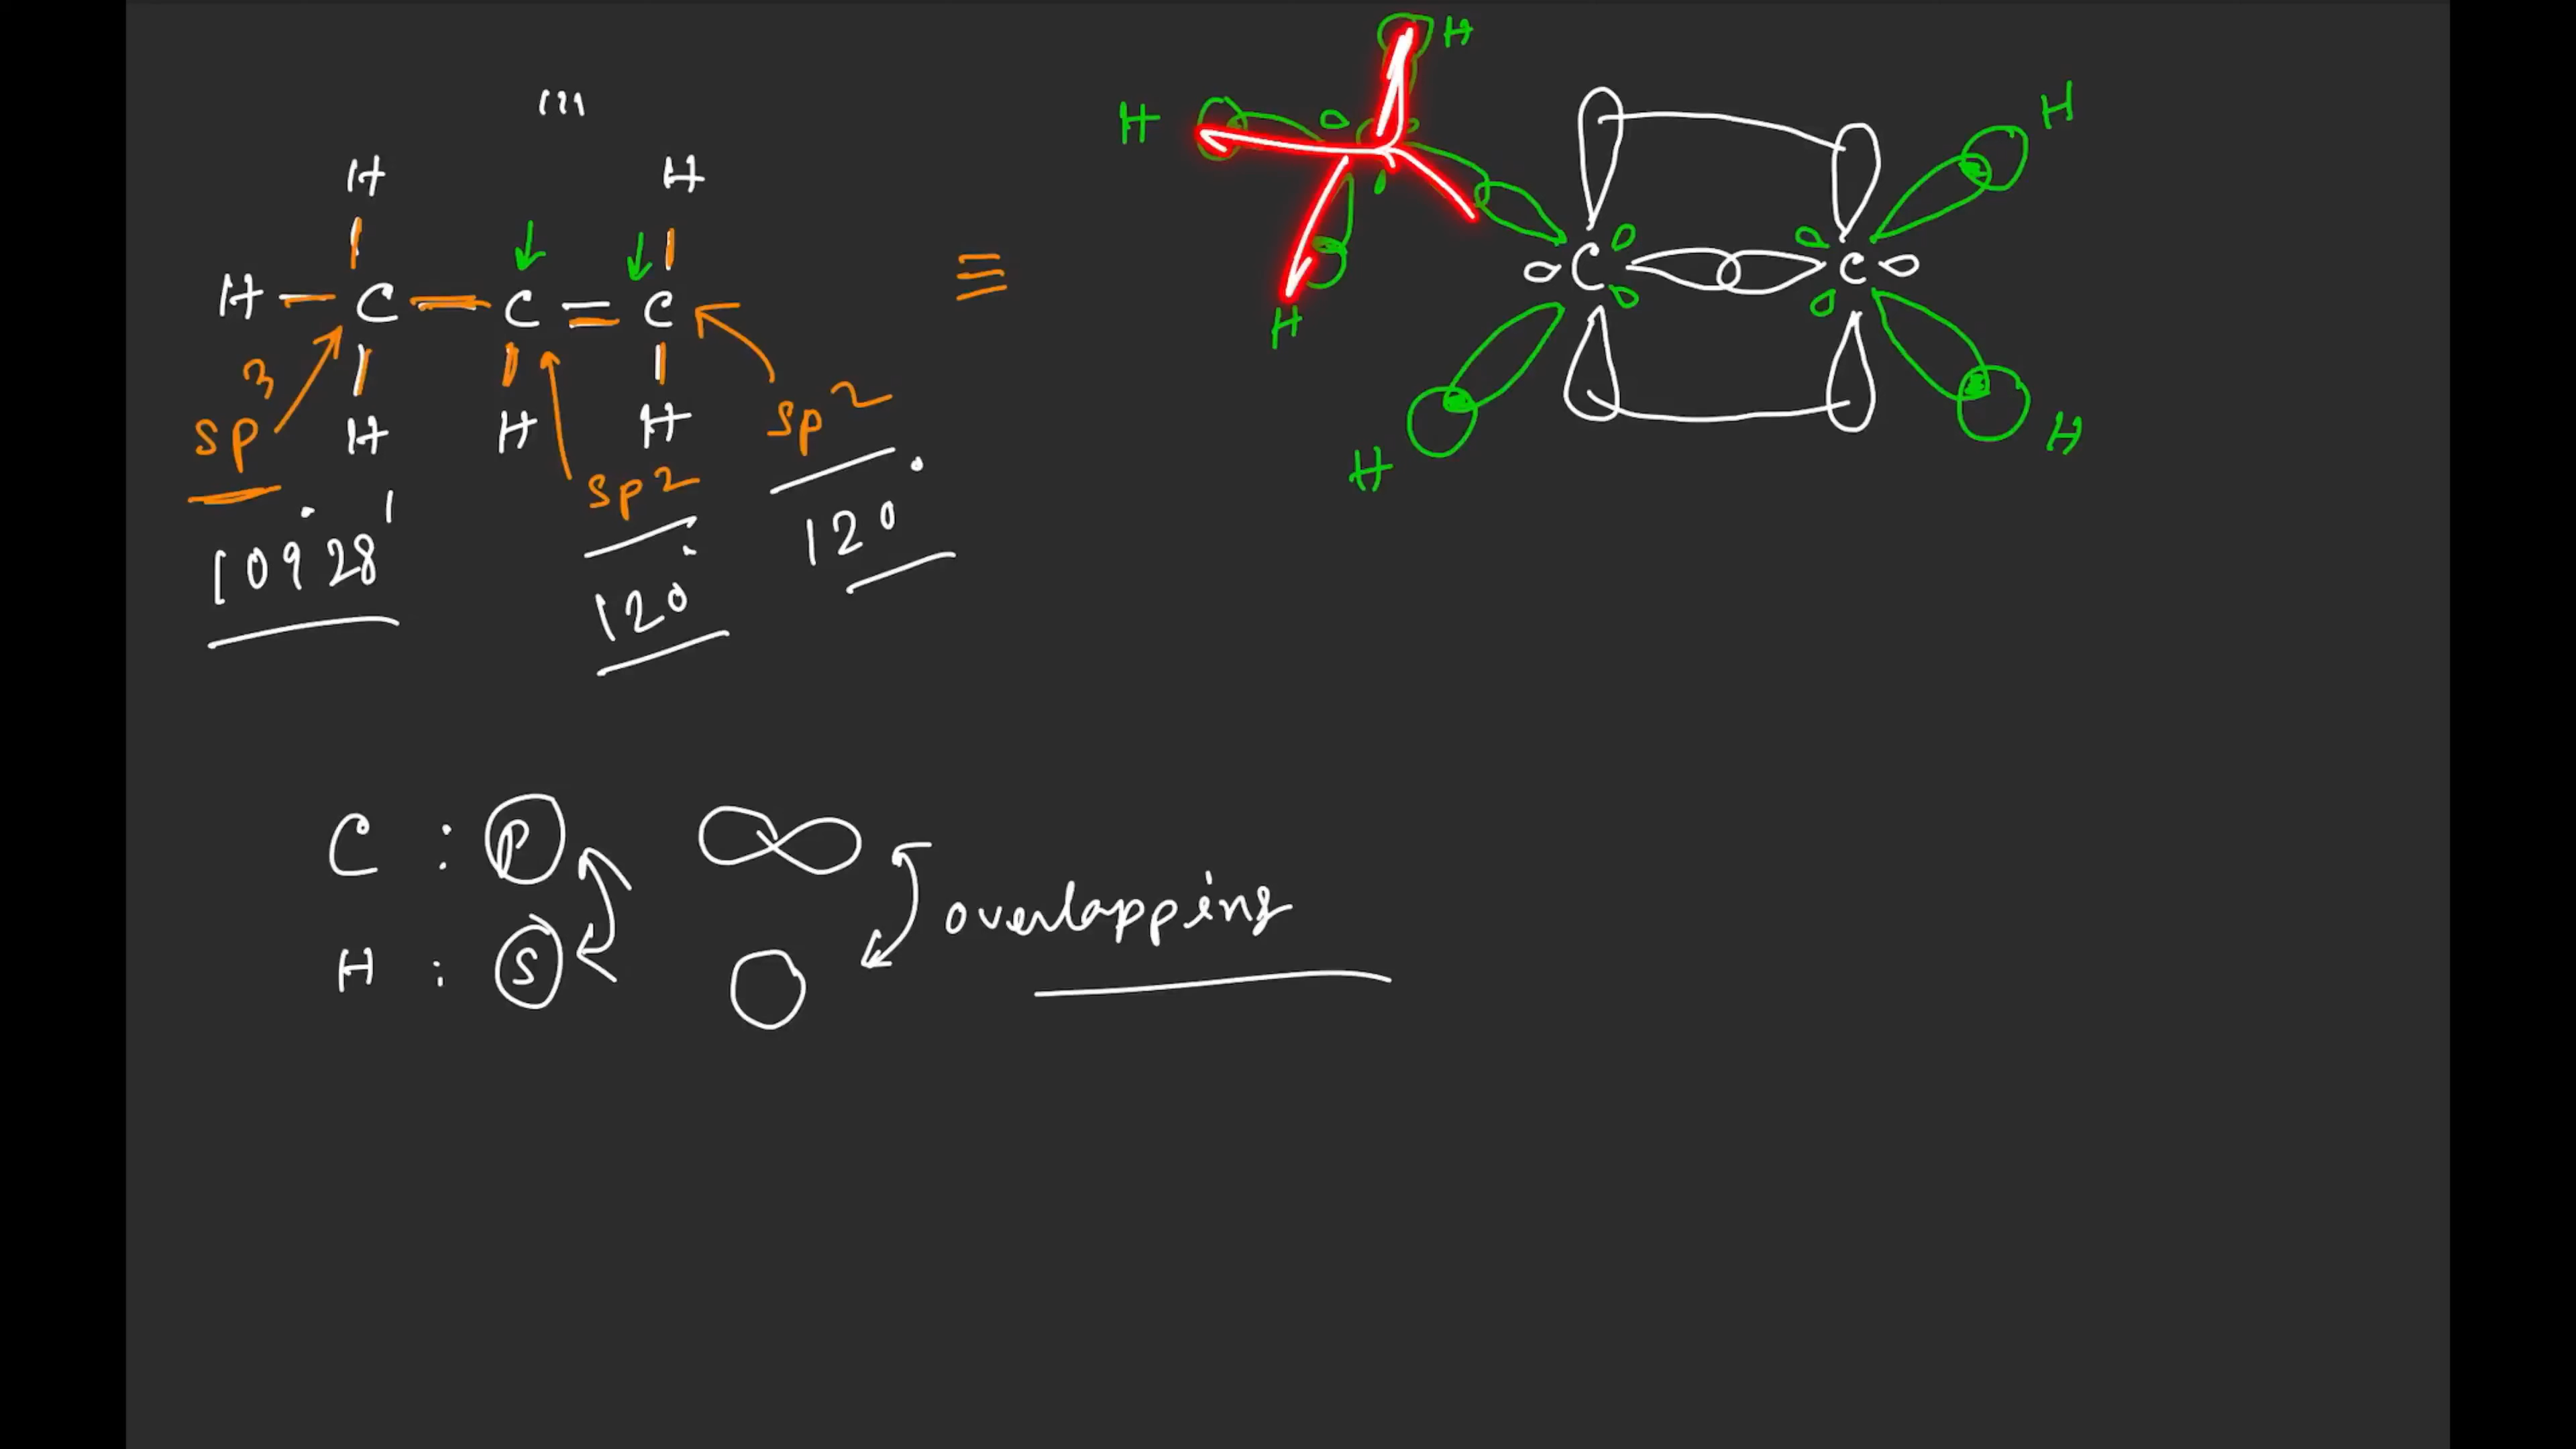 H H
H - C - C = C
H H H
sp3 sp2 sp2
109°28' 120° 120°
≡
H
H
H
H
C C
H
H
C : P
H : S
overlapping